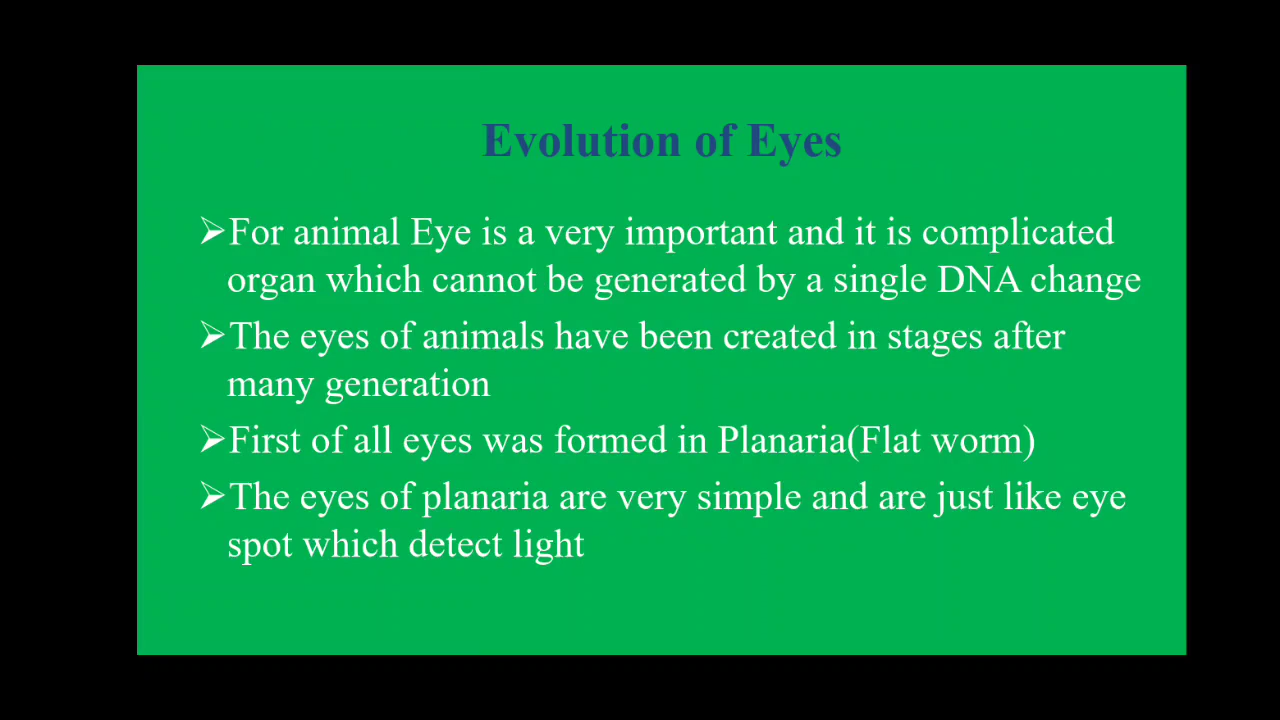 Evolution of Eyes
➢For animal Eye is a very important and it is complicated
organ which cannot be generated by a single DNA change
➢The eyes of animals have been created in stages after
many generation
➢First of all eyes was formed in Planaria(Flat worm)
➢The eyes of planaria are very simple and are just like eye
spot which detect light